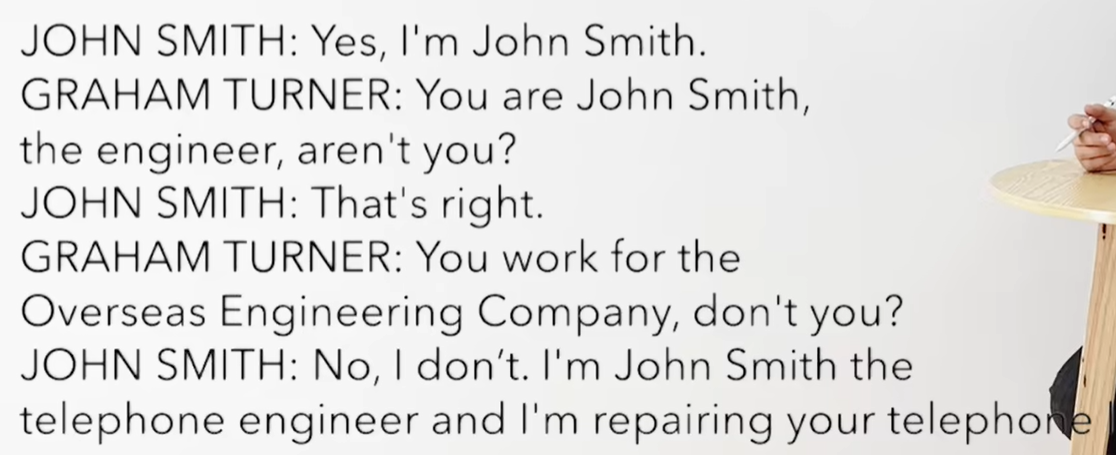 JOHN SMITH: Yes, I'm John Smith.
GRAHAM TURNER: You are John Smith,
the engineer, aren't you?
JOHN SMITH: That's right.
GRAHAM TURNER: You work for the
Overseas Engineering Company, don't you?
JOHN SMITH: No, I don’t. I'm John Smith the
telephone engineer and I'm repairing your telephone